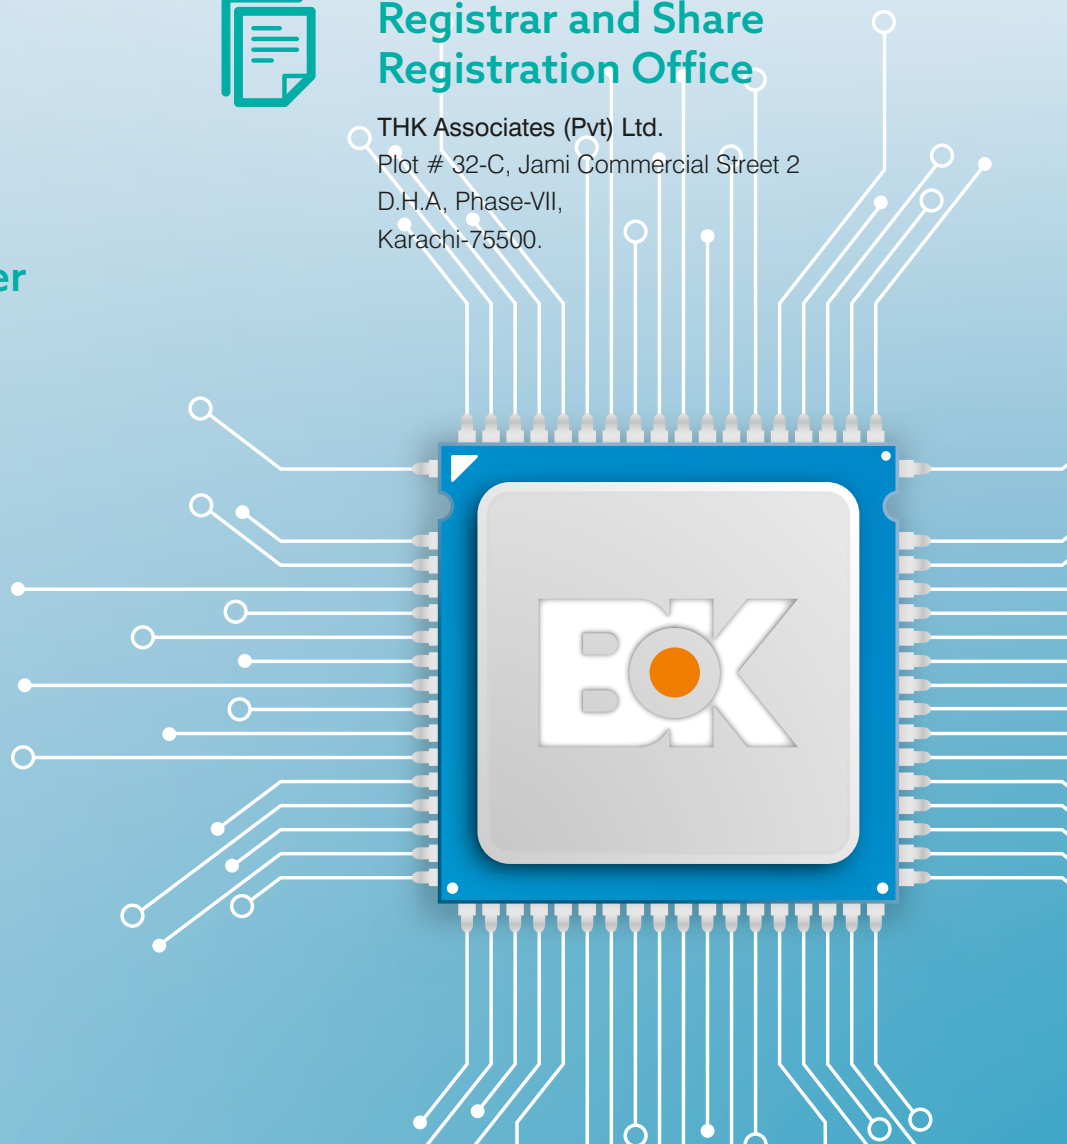 Registrar and Share
Registration Office
THK Associates (Pvt) Ltd.
Plot # 32-C, Jami Commercial Street 2
D.H.A, Phase-VII,
Karachi-75500.
er
BOK